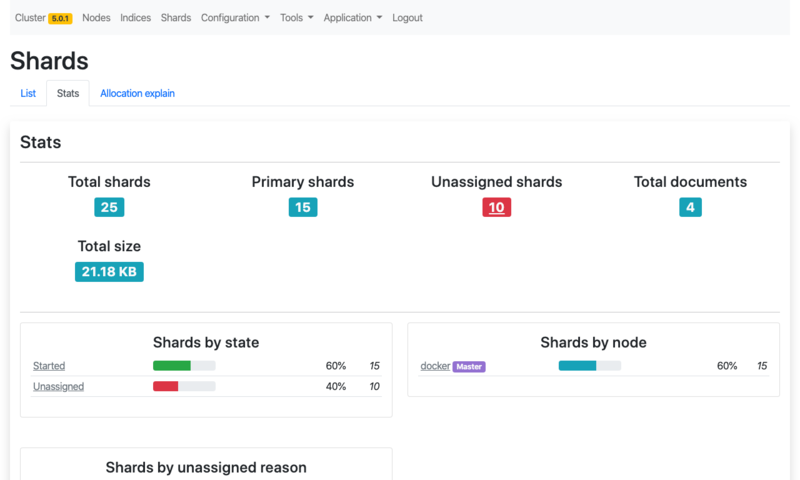 Cluster 5.0.1 Nodes Indices Shards Configuration Tools Application Logout
Shards
List Stats Allocation explain
Stats
Total shards Primary shards Unassigned shards Total documents
25 15 10 4
Total size
21.18 KB
Shards by state
Started 60% 15
Unassigned 40% 10
Shards by node
docker Master 60% 15
Shards by unassigned reason